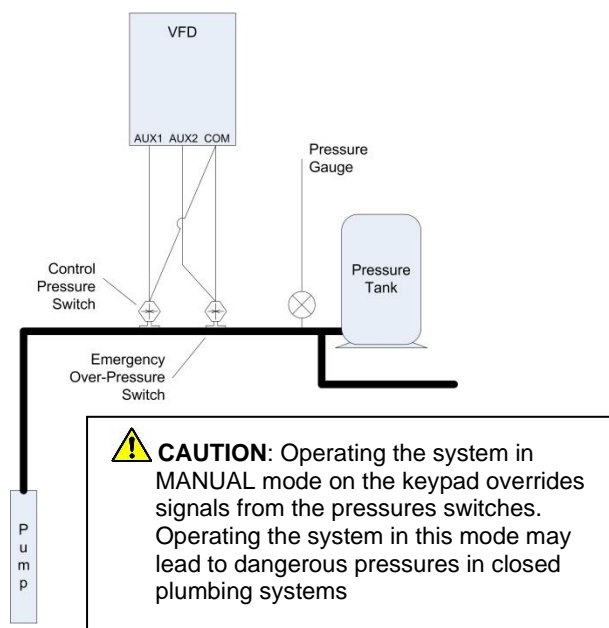 VFD
AUX1 AUX2 COM
Pressure
Gauge
Control
Pressure
Switch
Pressure
Tank
Emergency
Over-Pressure
Switch
Pump
CAUTION: Operating the system in
MANUAL mode on the keypad overrides
signals from the pressures switches.
Operating the system in this mode may
lead to dangerous pressures in closed
plumbing systems